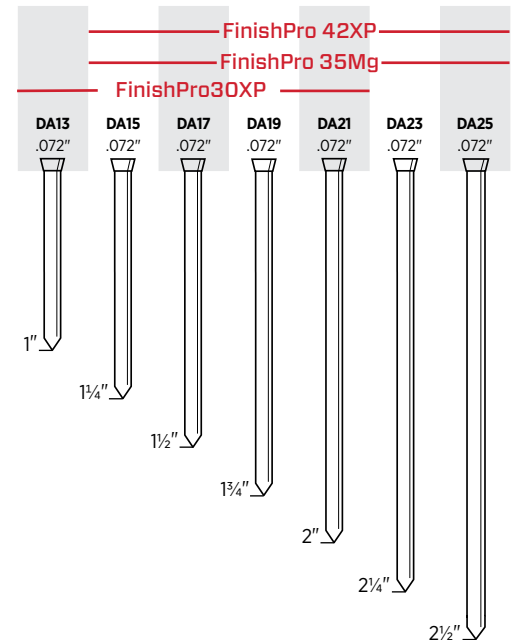 FinishPro 42XP
FinishPro 35Mg
FinishPro30XP
DA13 DA15 DA17 DA19 DA21 DA23 DA25
.072" .072" .072" .072" .072" .072" .072"
1"
1¼"
1½"
1¾"
2"
2¼"
2½"